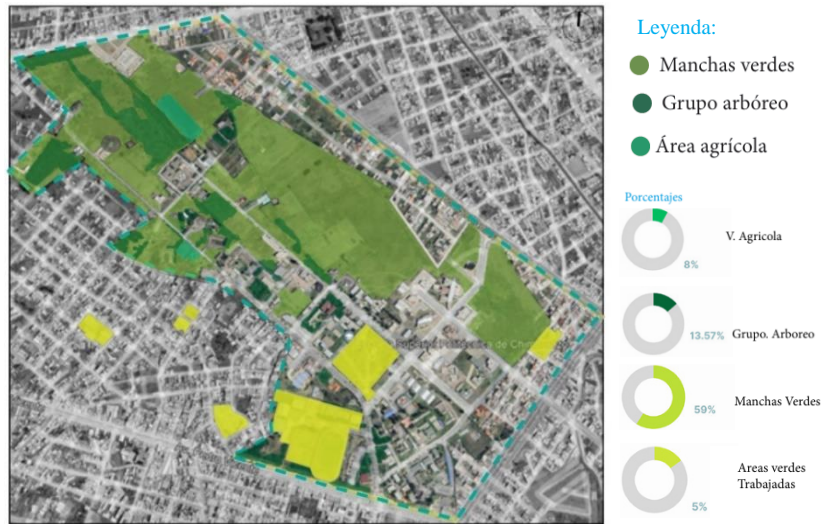 Leyenda:
Manchas verdes
Grupo arbóreo
Área agrícola
Porcentajes
V. Agricola
8%
13.57%
Grupo. Arboreo
59%
Manchas Verdes
Areas verdes
Trabajadas
5%